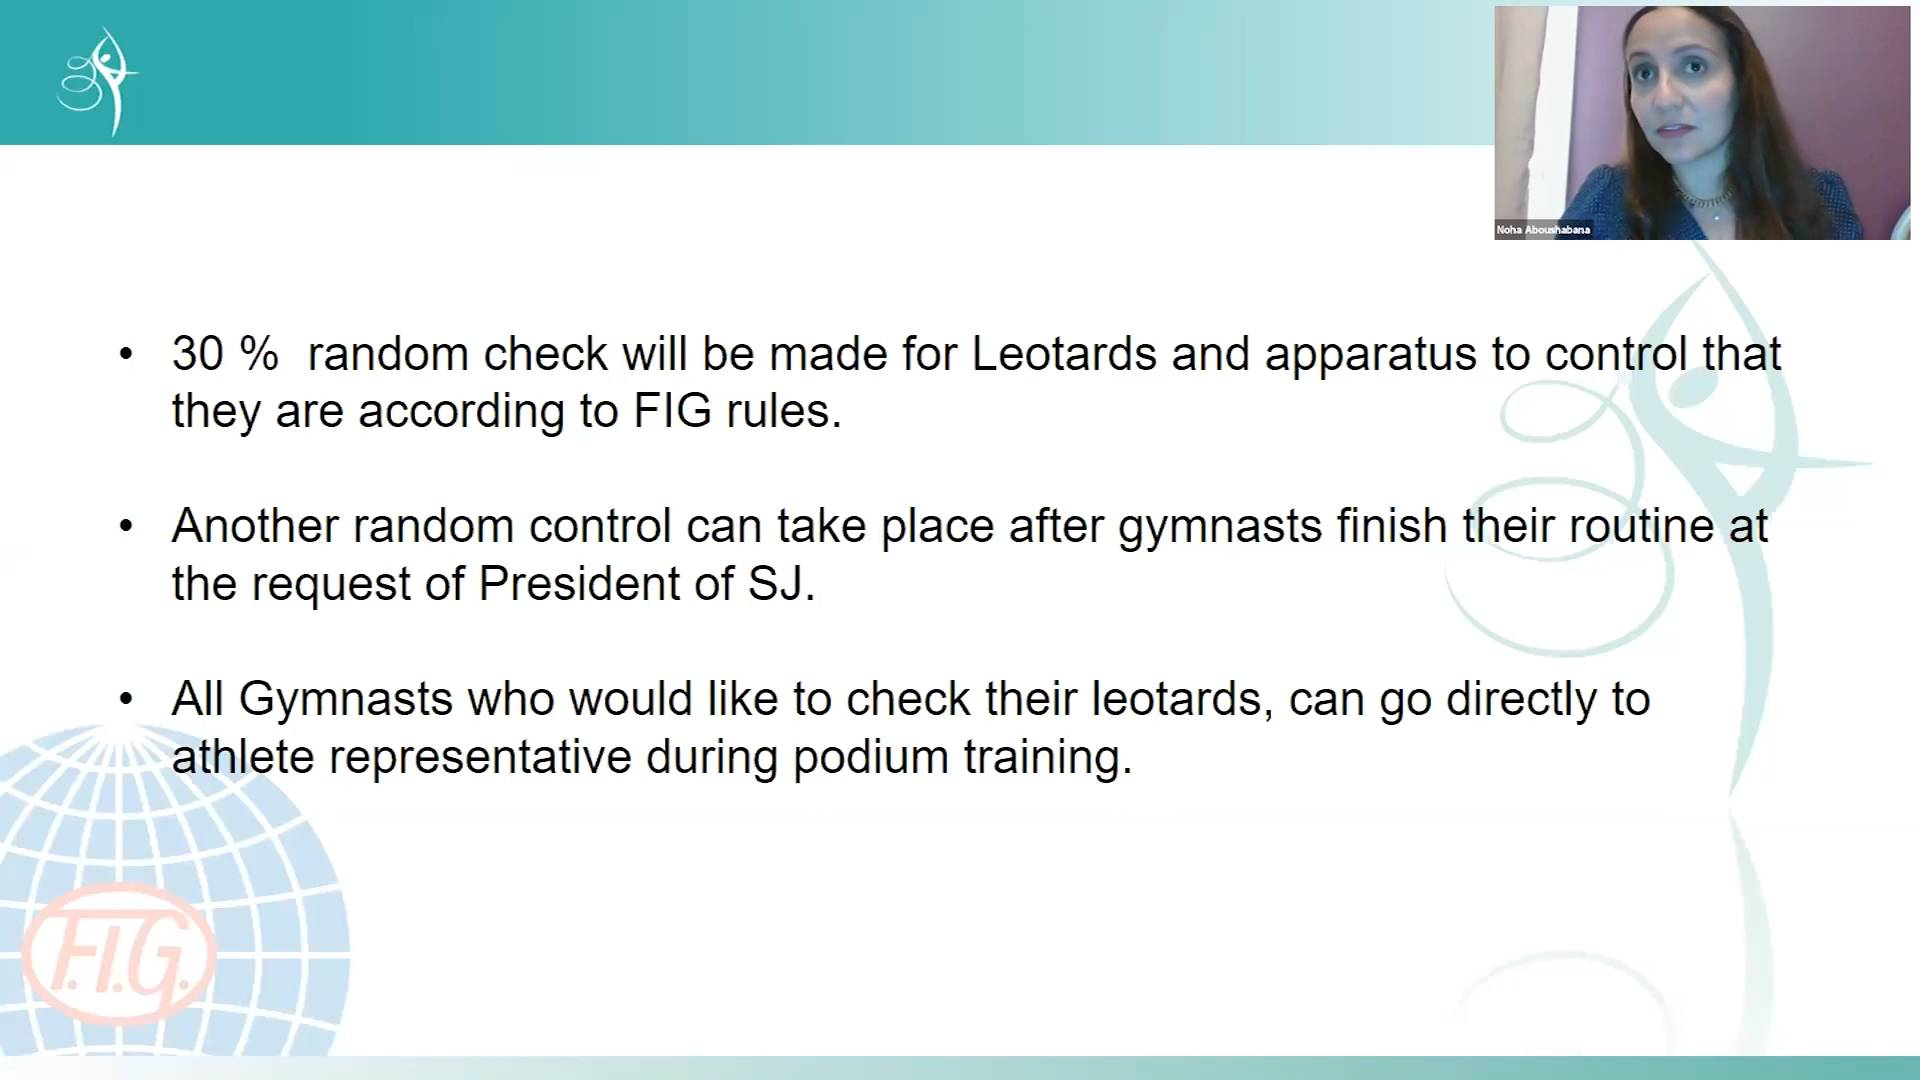 Noha Aboushabana
• 30 %  random check will be made for Leotards and apparatus to control that
they are according to FIG rules.
• Another random control can take place after gymnasts finish their routine at
the request of President of SJ.
• All Gymnasts who would like to check their leotards, can go directly to
athlete representative during podium training.
F.I.G.